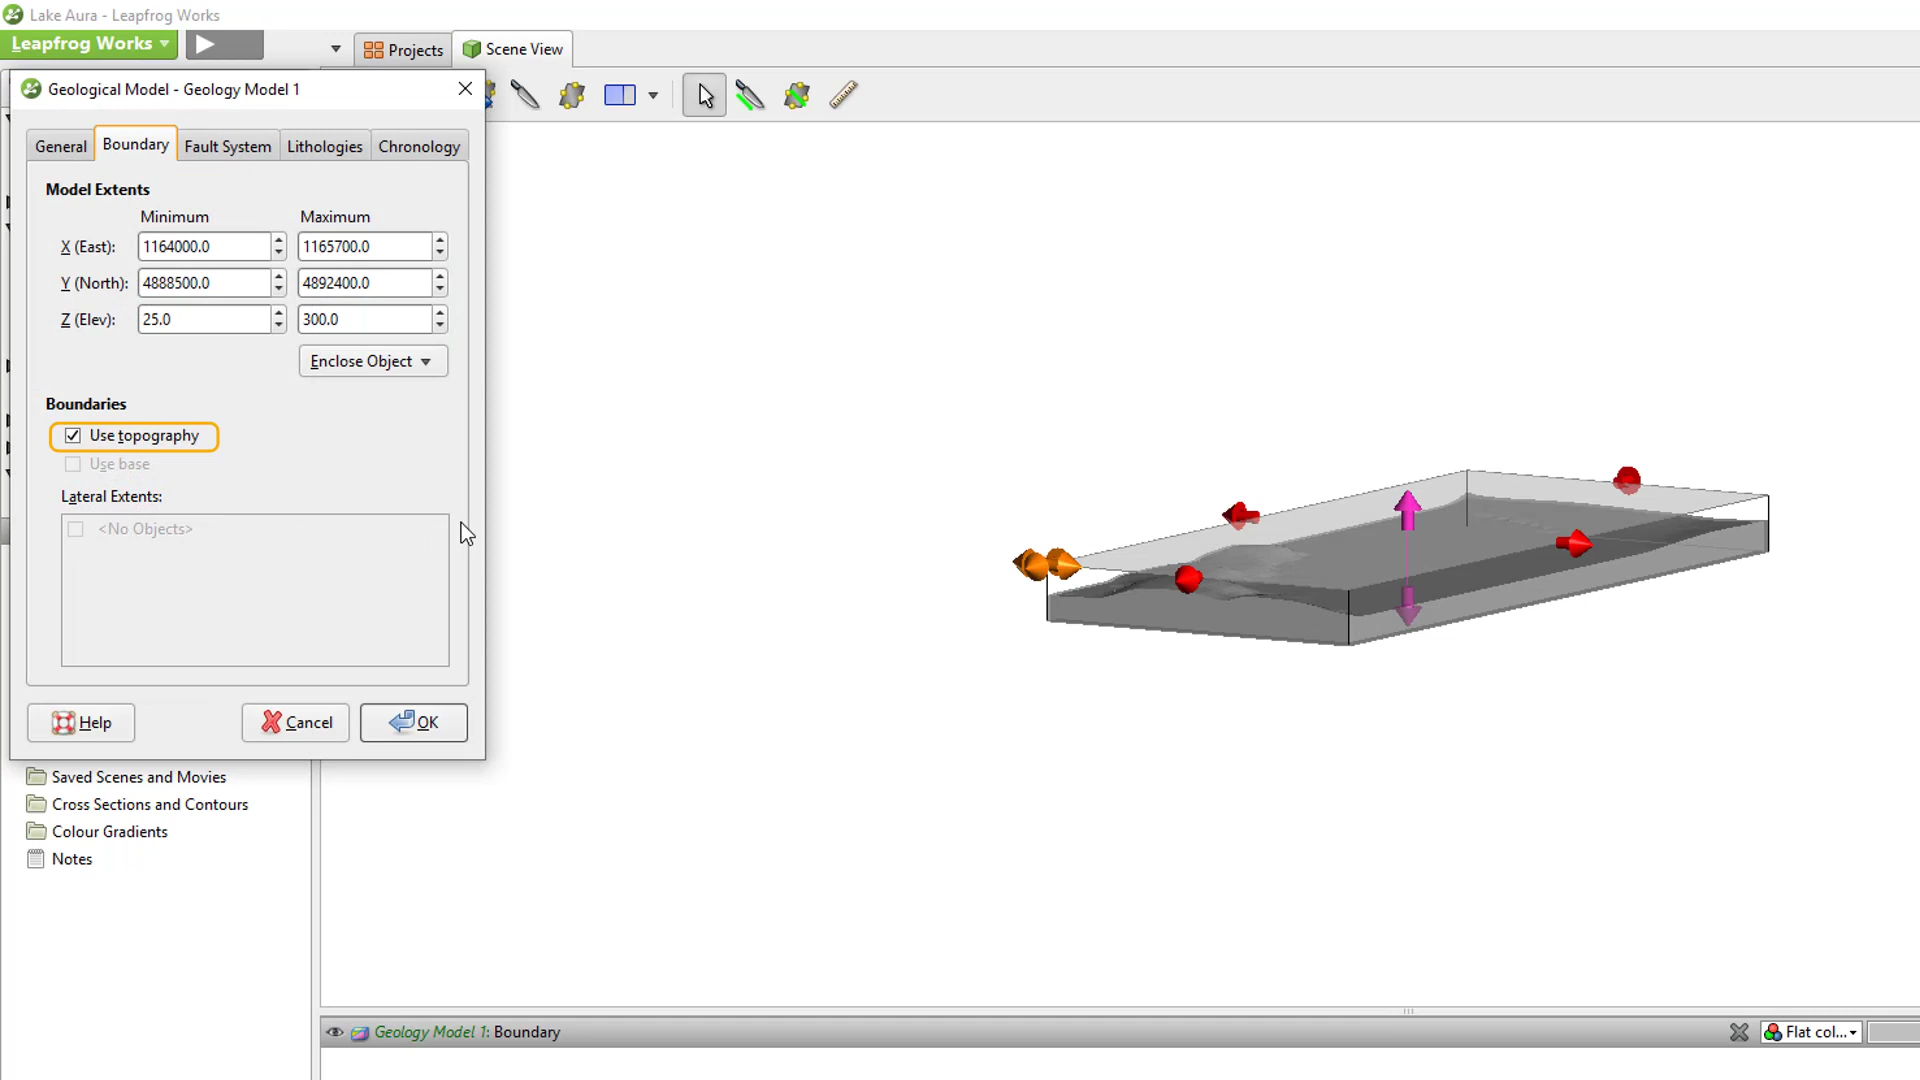 Lake Aura - Leapfrog Works
Leapfrog Works
Projects
Scene View
Geological Model - Geology Model 1
General
Boundary
Fault System
Lithologies
Chronology
Model Extents
Minimum
Maximum
X (East):
1164000.0
1165700.0
Y (North):
4888500.0
4892400.0
Z (Elev):
25.0
300.0
Enclose Object
Boundaries
Use topography
Use base
Lateral Extents:
<No Objects>
Help
Cancel
OK
Saved Scenes and Movies
Cross Sections and Contours
Colour Gradients
Notes
Geology Model 1: Boundary
Flat col...